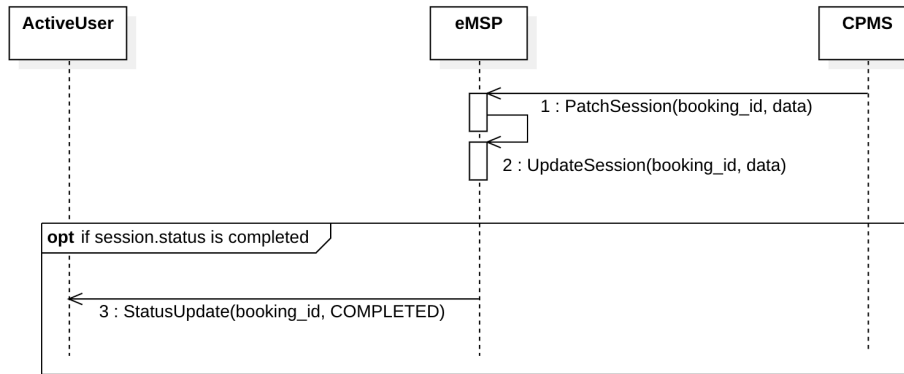 ActiveUser
eMSP
CPMS
1 : PatchSession(booking_id, data)
2 : UpdateSession(booking_id, data)
opt if session.status is completed
3 : StatusUpdate(booking_id, COMPLETED)